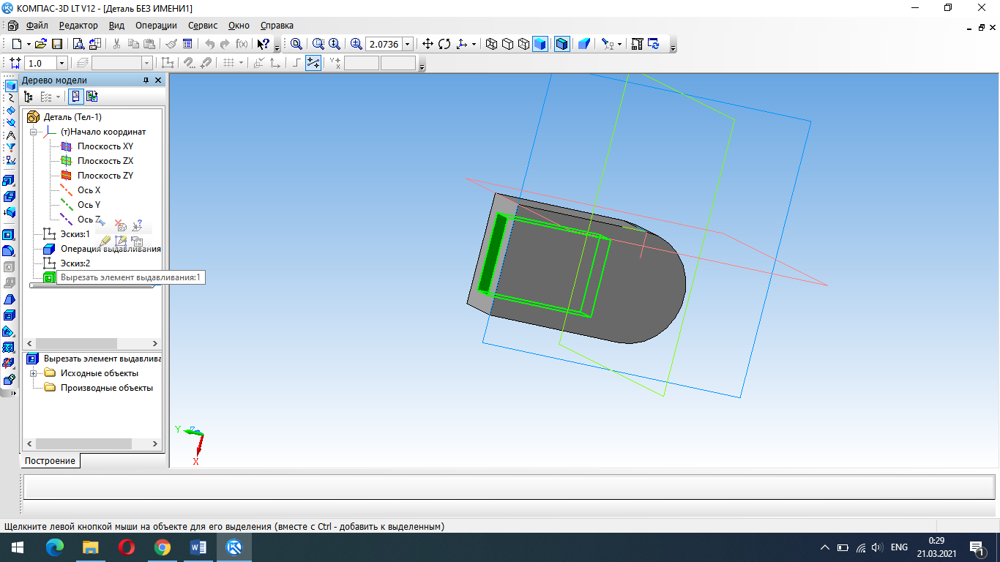 КОМПАС-3D LT V12 - [Деталь БЕЗ ИМЕНИ1]
Файл Редактор Вид Операции Сервис Окно Справка
2.0736
1.0
Дерево модели
Деталь (Тел-1)
(т)Начало координат
Плоскость XY
Плоскость ZX
Плоскость ZY
Ось X
Ось Y
Ось Z
Эскиз:1
Операция выдавливания
Эскиз:2
Вырезать элемент выдавливания:1
Вырезать элемент выдавлива
Исходные объекты
Производные объекты
Построение
Y Z
X
Щелкните левой кнопкой мыши на объекте для его выделения (вместе с Ctrl - добавить к выделенным)
ENG
0:29
21.03.2021
1